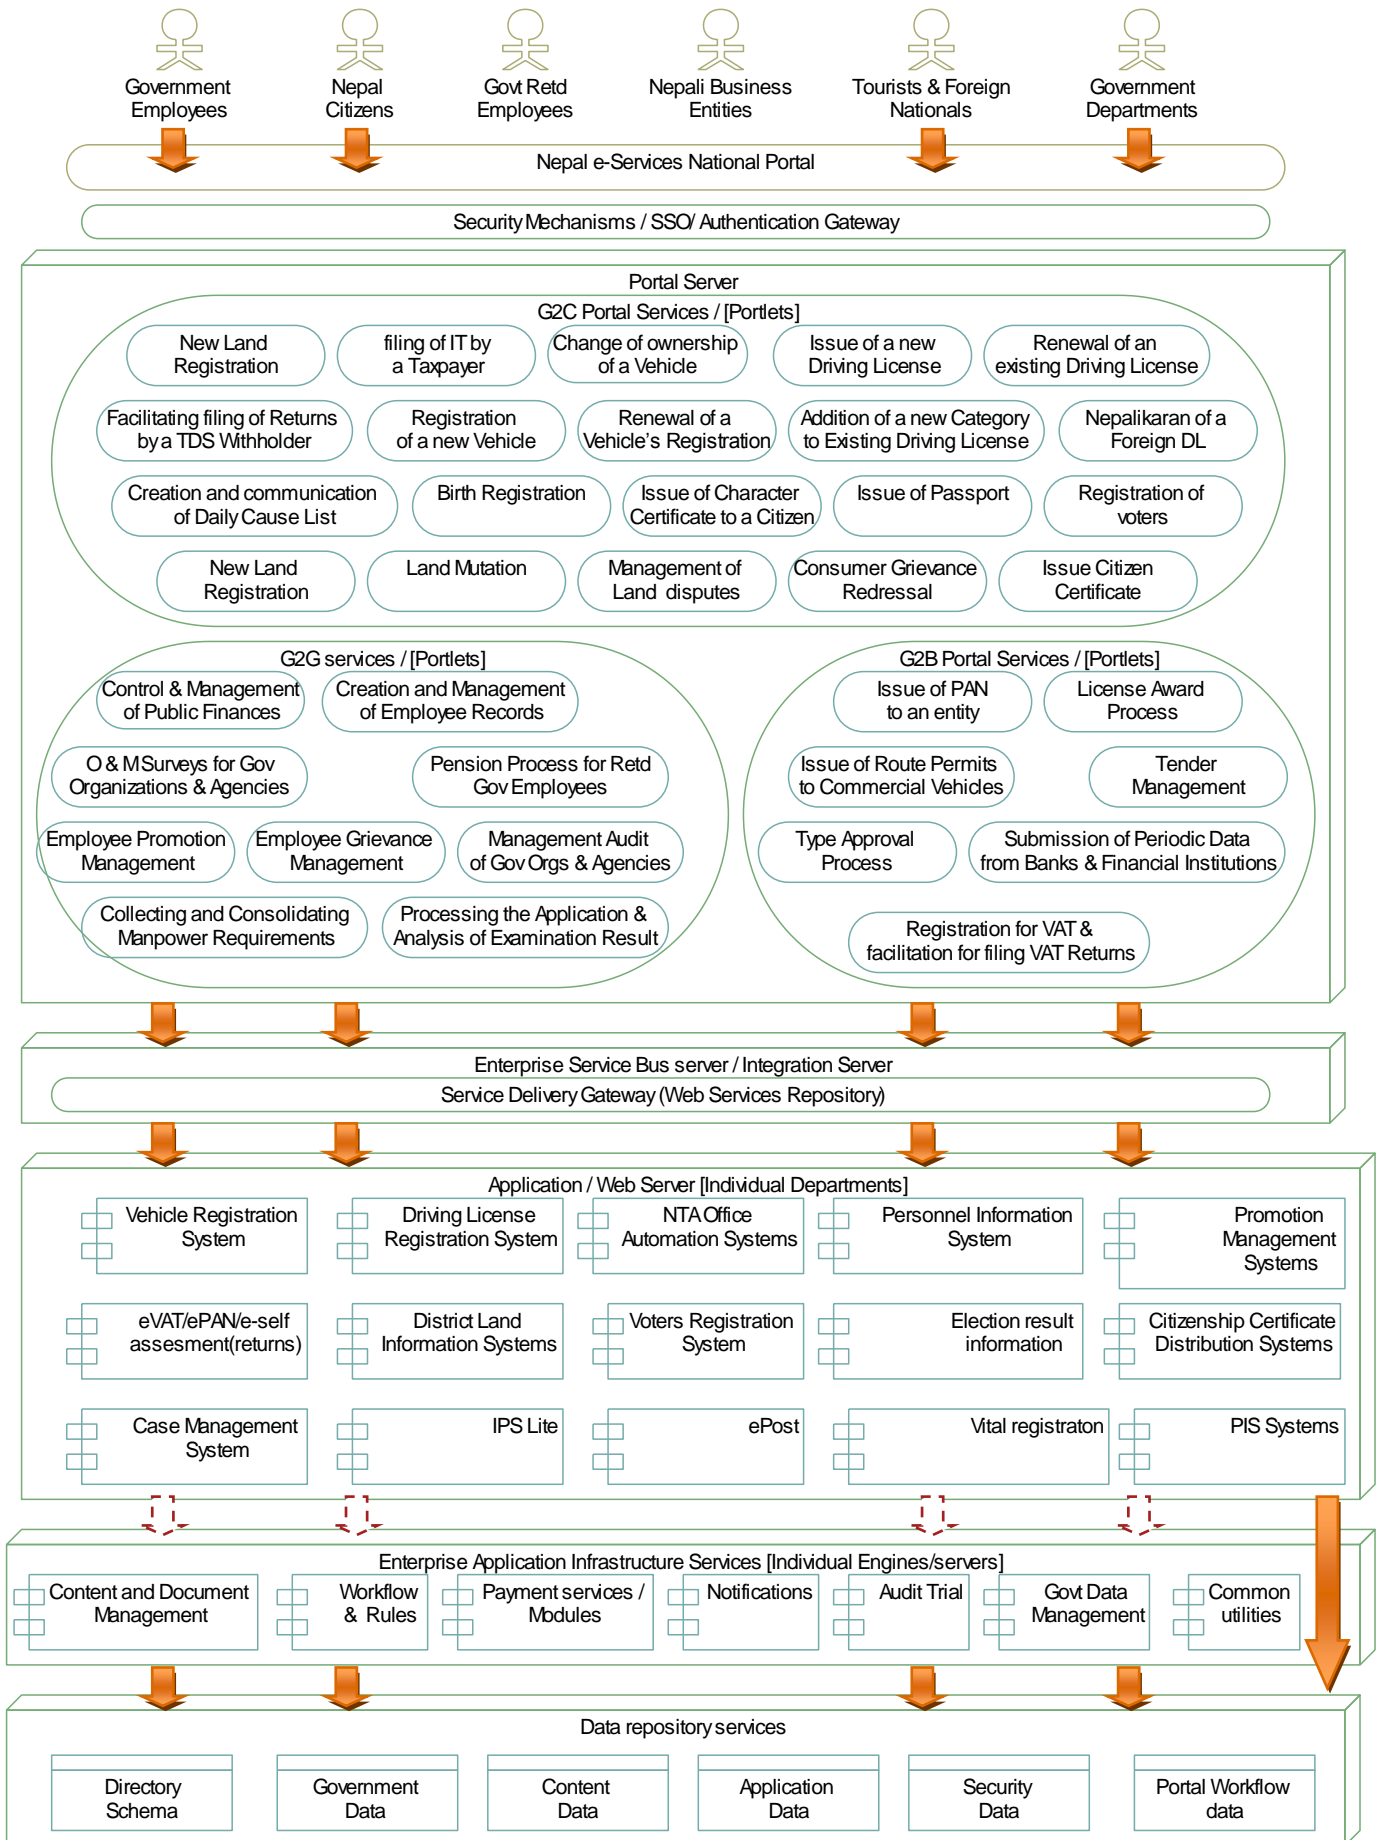 Government
Employees
Nepal
Citizens
Govt Retd
Employees
Nepali Business
Entities
Tourists & Foreign
Nationals
Government
Departments
Nepal e-Services National Portal
Security Mechanisms / SSO/ Authentication Gateway
Portal Server
G2C Portal Services / [Portlets]
New Land
Registration
filing of IT by
a Taxpayer
Change of ownership
of a Vehicle
Issue of a new
Driving License
Renewal of an
existing Driving License
Facilitating filing of Returns
by a TDS Withholder
Registration
of a new Vehicle
Renewal of a
Vehicle's Registration
Addition of a new Category
to Existing Driving License
Nepalikaran of a
Foreign DL
Creation and communication
of Daily Cause List
Birth Registration
Issue of Character
Certificate to a Citizen
Issue of Passport
Registration of
voters
New Land
Registration
Land Mutation
Management of
Land disputes
Consumer Grievance
Redressal
Issue Citizen
Certificate
G2G services / [Portlets]
Control & Management
of Public Finances
Creation and Management
of Employee Records
O & M Surveys for Gov
Organizations & Agencies
Pension Process for Retd
Gov Employees
Employee Promotion
Management
Employee Grievance
Management
Management Audit
of Gov Orgs & Agencies
Collecting and Consolidating
Manpower Requirements
Processing the Application &
Analysis of Examination Result
G2B Portal Services / [Portlets]
Issue of PAN
to an entity
License Award
Process
Issue of Route Permits
to Commercial Vehicles
Tender
Management
Type Approval
Process
Submission of Periodic Data
from Banks & Financial Institutions
Registration for VAT &
facilitation for filing VAT Returns
Enterprise Service Bus server / Integration Server
Service Delivery Gateway (Web Services Repository)
Application / Web Server [Individual Departments]
Vehicle Registration
System
Driving License
Registration System
NTA Office
Automation Systems
Personnel Information
System
Promotion
Management
Systems
eVAT/ePAN/e-self
assesment(returns)
District Land
Information Systems
Voters Registration
System
Election result
information
Citizenship Certificate
Distribution Systems
Case Management
System
IPS Lite
ePost
Vital registraton
PIS Systems
Enterprise Application Infrastructure Services [Individual Engines/servers]
Content and Document
Management
Workflow
& Rules
Payment services /
Modules
Notifications
Audit Trial
Govt Data
Management
Common
utilities
Data repository services
Directory
Schema
Government
Data
Content
Data
Application
Data
Security
Data
Portal Workflow
data